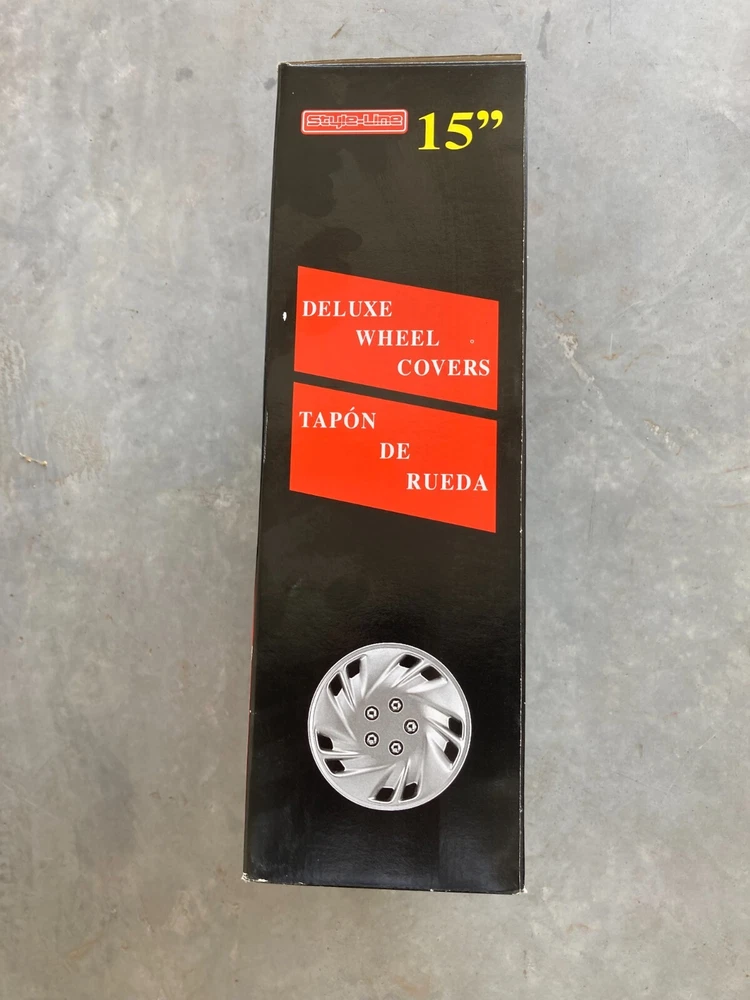 Style-Line
15”
DELUXE
WHEEL
COVERS
TAPÓN
DE
RUEDA